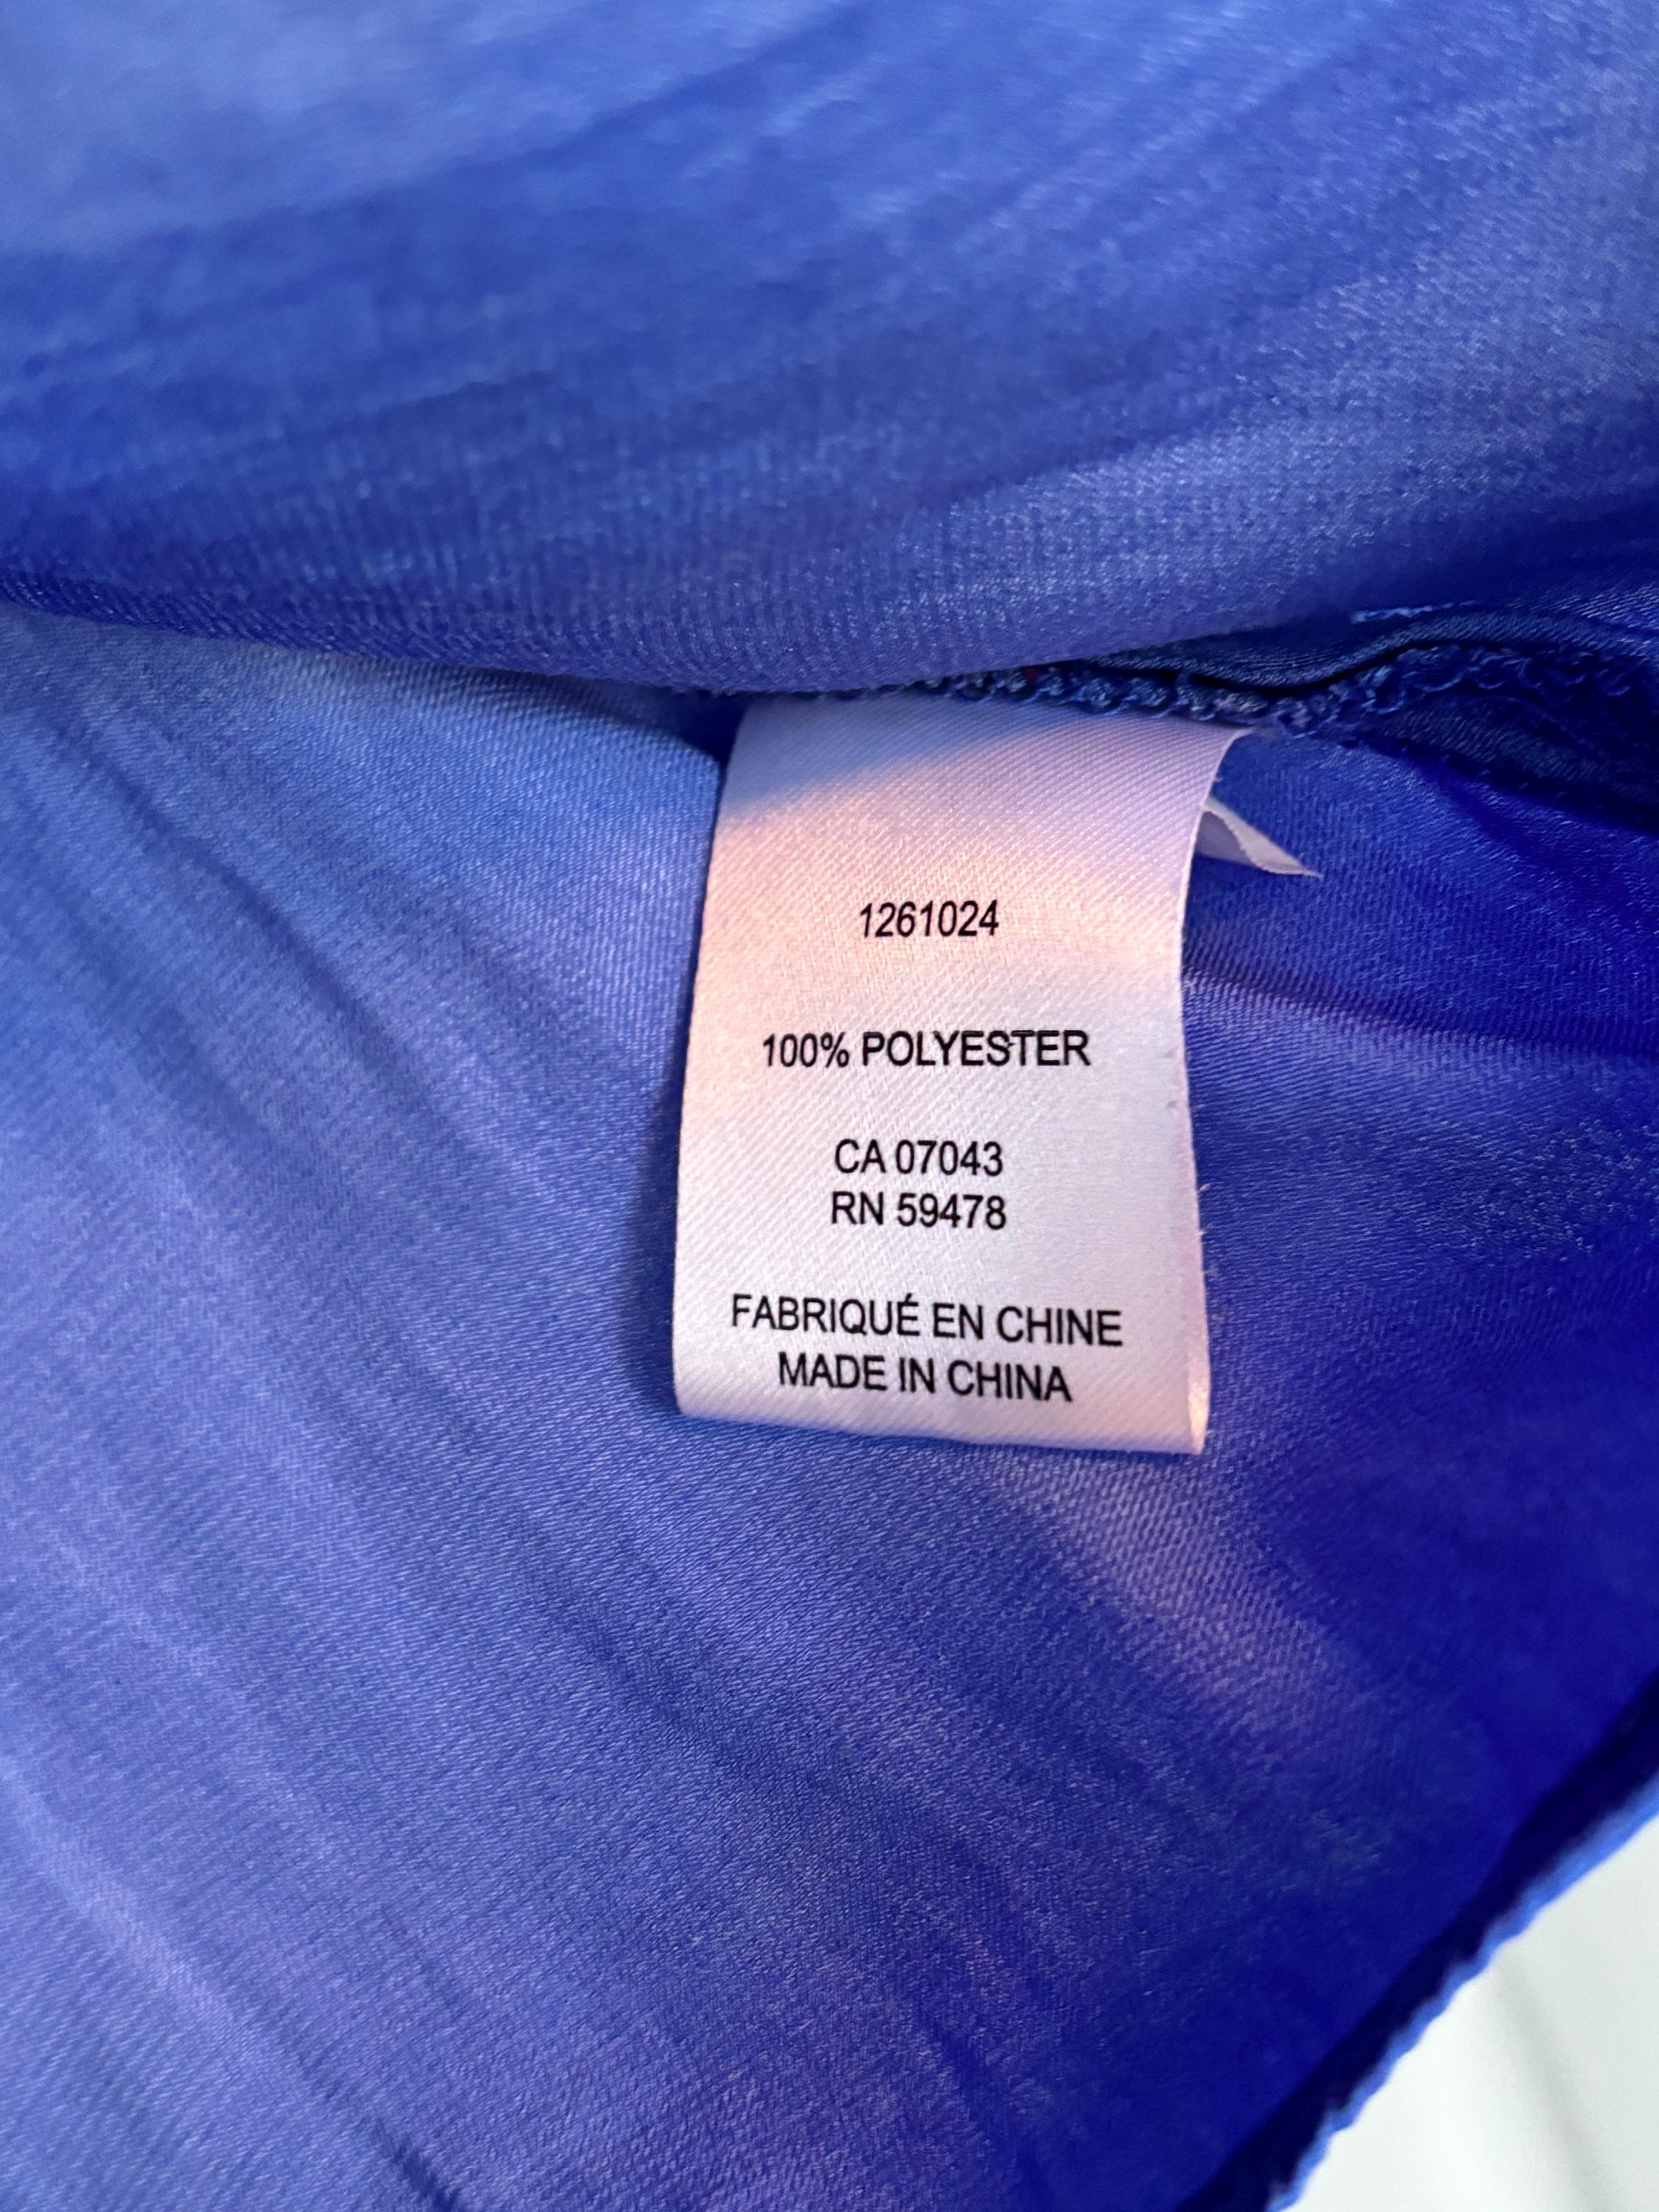 1261024
100% POLYESTER
CA 07043
RN 59478
FABRIQUÉ EN CHINE
MADE IN CHINA